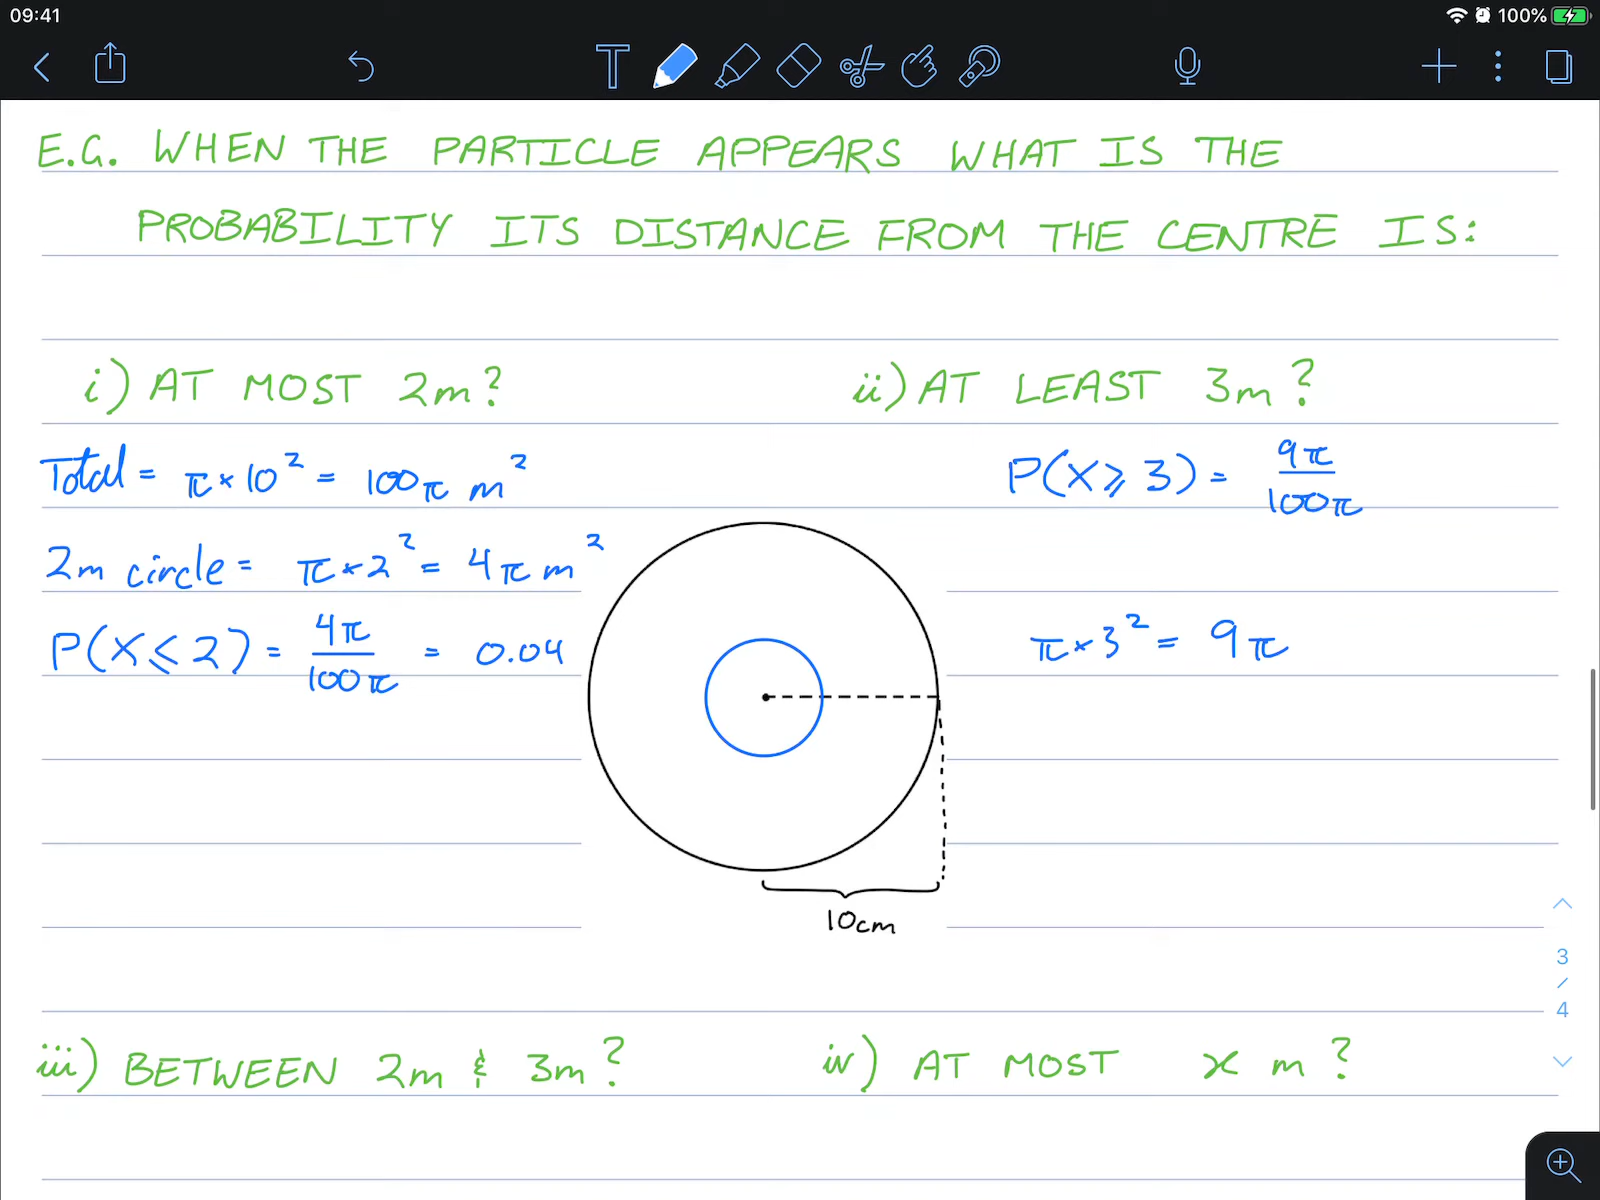 09:41 100%
E.G. WHEN THE PARTICLE APPEARS WHAT IS THE
PROBABILITY ITS DISTANCE FROM THE CENTRE IS:
i) AT MOST 2m?
Total = π × 10² = 100π m²
2m circle = π × 2² = 4π m²
P(X ⩽ 2) = 4π/100π = 0.04
ii) AT LEAST 3m?
P(X ⩾ 3) = 9π/100π
π × 3² = 9π
10cm
iii) BETWEEN 2m & 3m?
iv) AT MOST x m?
3
/
4